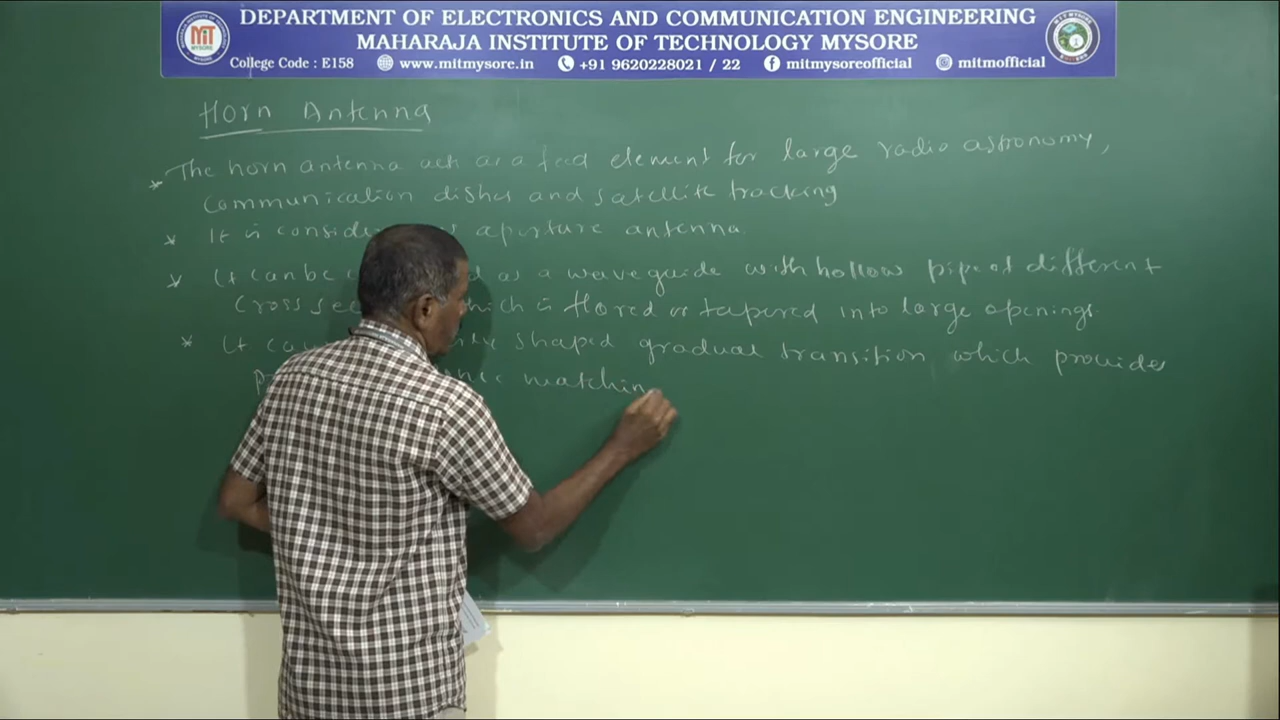 DEPARTMENT OF ELECTRONICS AND COMMUNICATION ENGINEERING
MAHARAJA INSTITUTE OF TECHNOLOGY MYSORE
College Code : E158 www.mitmysore.in +91 9620228021 / 22 mitmysoreofficial mitmofficial
MIT
MYSORE
Horn Antenna
* The horn antenna act as a feed element for large radio astronomy,
communication dishes and satellite tracking
* It is aperture antenna.
* It can be as a waveguide with hollow pipe of different
Cross which is flared or tapered into large openings.
* It shaped gradual transition which provides
matchin